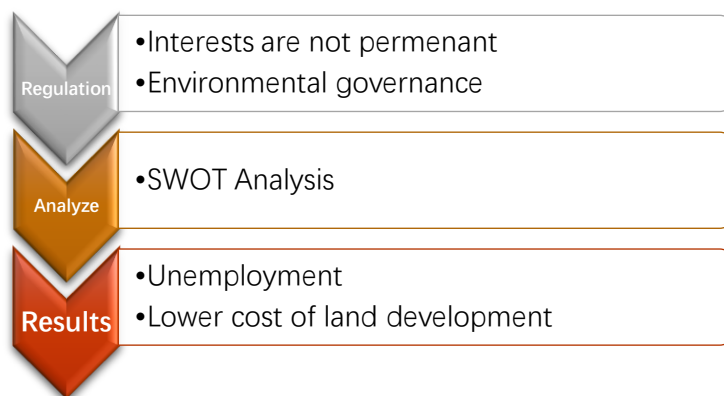 Regulation
•Interests are not permenant
•Environmental governance
Analyze
•SWOT Analysis
Results
•Unemployment
•Lower cost of land development